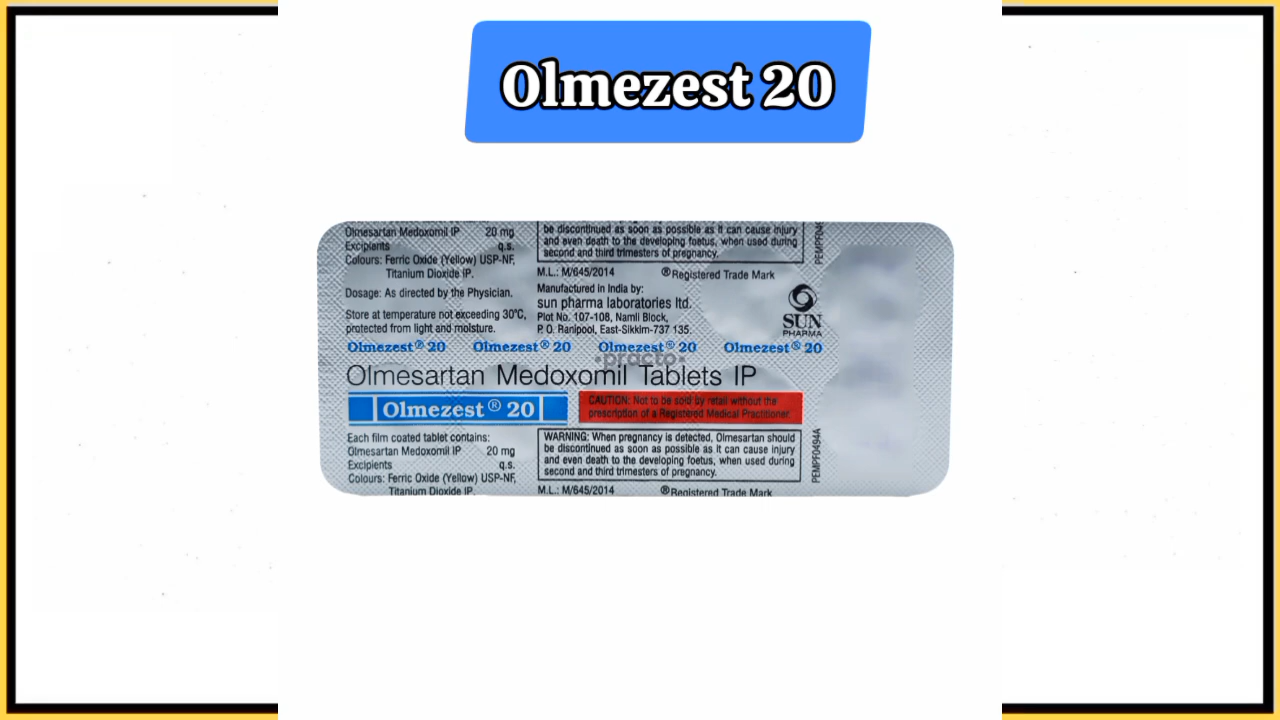 Olmezest 20
Olmesartan Medoxomil IP 20 mg
Excipients q.s.
Colours: Ferric Oxide (Yellow) USP-NF,
Titanium Dioxide IP.
Dosage: As directed by the Physician.
Store at temperature not exceeding 30°C,
protected from light and moisture.
be discontinued as soon as possible as it can cause injury
and even death to the developing foetus, when used during
second and third trimesters of pregnancy.
M.L.: M/645/2014 ® Registered Trade Mark
Manufactured in India by:
sun pharma laboratories ltd.
Plot No. 107-108, Namli Block,
P. O. Ranipool, East-Sikkim-737 135.
SUN
PHARMA
Olmezest® 20 Olmezest® 20 Olmezest® 20 Olmezest® 20
•practo•
Olmesartan Medoxomil Tablets IP
Olmezest® 20
CAUTION: Not to be sold by retail without the
prescription of a Registered Medical Practitioner.
Each film coated tablet contains:
Olmesartan Medoxomil IP 20 mg
Excipients q.s.
Colours: Ferric Oxide (Yellow) USP-NF,
Titanium Dioxide IP.
WARNING: When pregnancy is detected, Olmesartan should
be discontinued as soon as possible as it can cause injury
and even death to the developing foetus, when used during
second and third trimesters of pregnancy.
M.L.: M/645/2014 ® Registered Trade Mark
PEMPF0494A